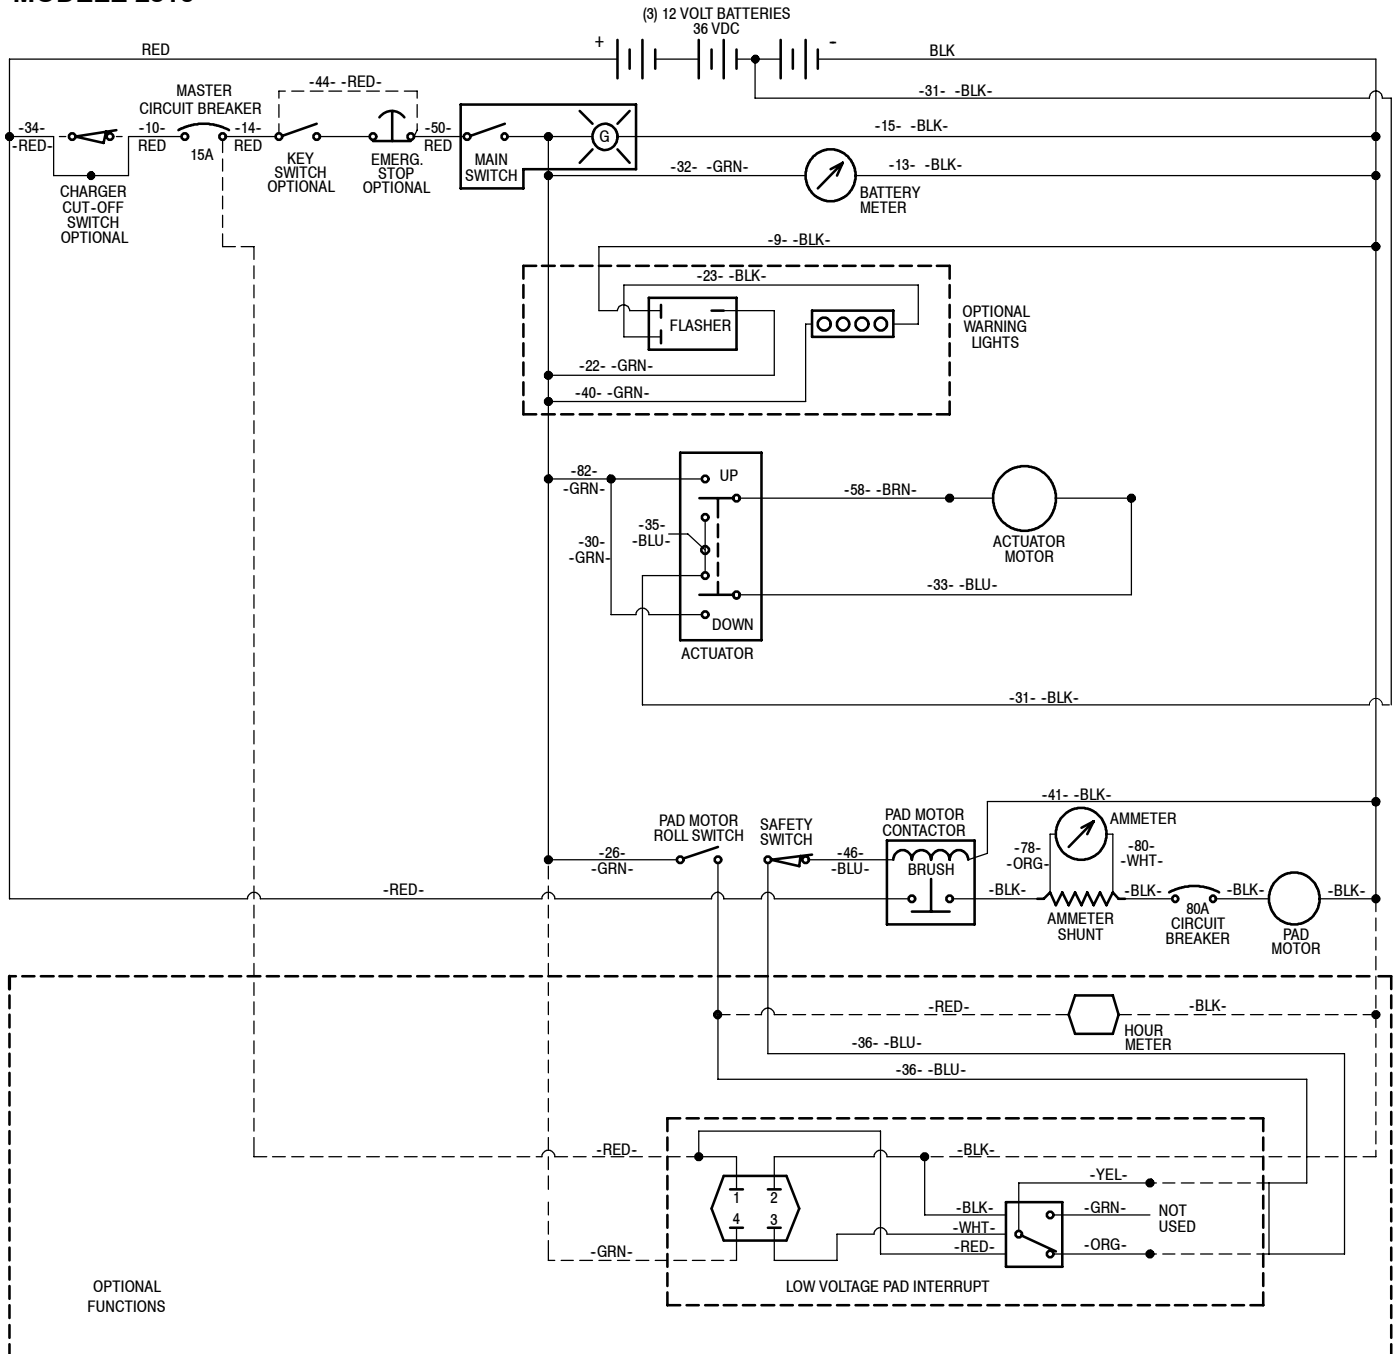 (3) 12 VOLT BATTERIES
36 VDC
+
-
RED
BLK
-44- -RED-
-31- -BLK-
MASTER
CIRCUIT BREAKER
-34-
-RED-
-10-
RED
15A
-14-
RED
KEY
SWITCH
OPTIONAL
EMERG.
STOP
OPTIONAL
-50-
RED
MAIN
SWITCH
G
-15- -BLK-
-32- -GRN-
-13- -BLK-
BATTERY
METER
CHARGER
CUT-OFF
SWITCH
OPTIONAL
-9- -BLK-
-23- -BLK-
FLASHER
OPTIONAL
WARNING
LIGHTS
-22- -GRN-
-40- -GRN-
-82-
-GRN-
UP
-58- -BRN-
-35-
-BLU-
-30-
-GRN-
ACTUATOR
MOTOR
-33- -BLU-
DOWN
ACTUATOR
-31- -BLK-
-41- -BLK-
PAD MOTOR
ROLL SWITCH
SAFETY
SWITCH
PAD MOTOR
CONTACTOR
AMMETER
-26-
-GRN-
-46-
-BLU-
BRUSH
-78-
-ORG-
-80-
-WHT-
-RED-
-BLK-
AMMETER
SHUNT
-BLK-
80A
CIRCUIT
BREAKER
-BLK-
PAD
MOTOR
-BLK-
-RED-
-BLK-
HOUR
METER
-36- -BLU-
-36- -BLU-
-RED-
-BLK-
1
2
4
3
-YEL-
-BLK-
-GRN-
NOT
USED
-WHT-
-RED-
-ORG-
-GRN-
LOW VOLTAGE PAD INTERRUPT
OPTIONAL
FUNCTIONS